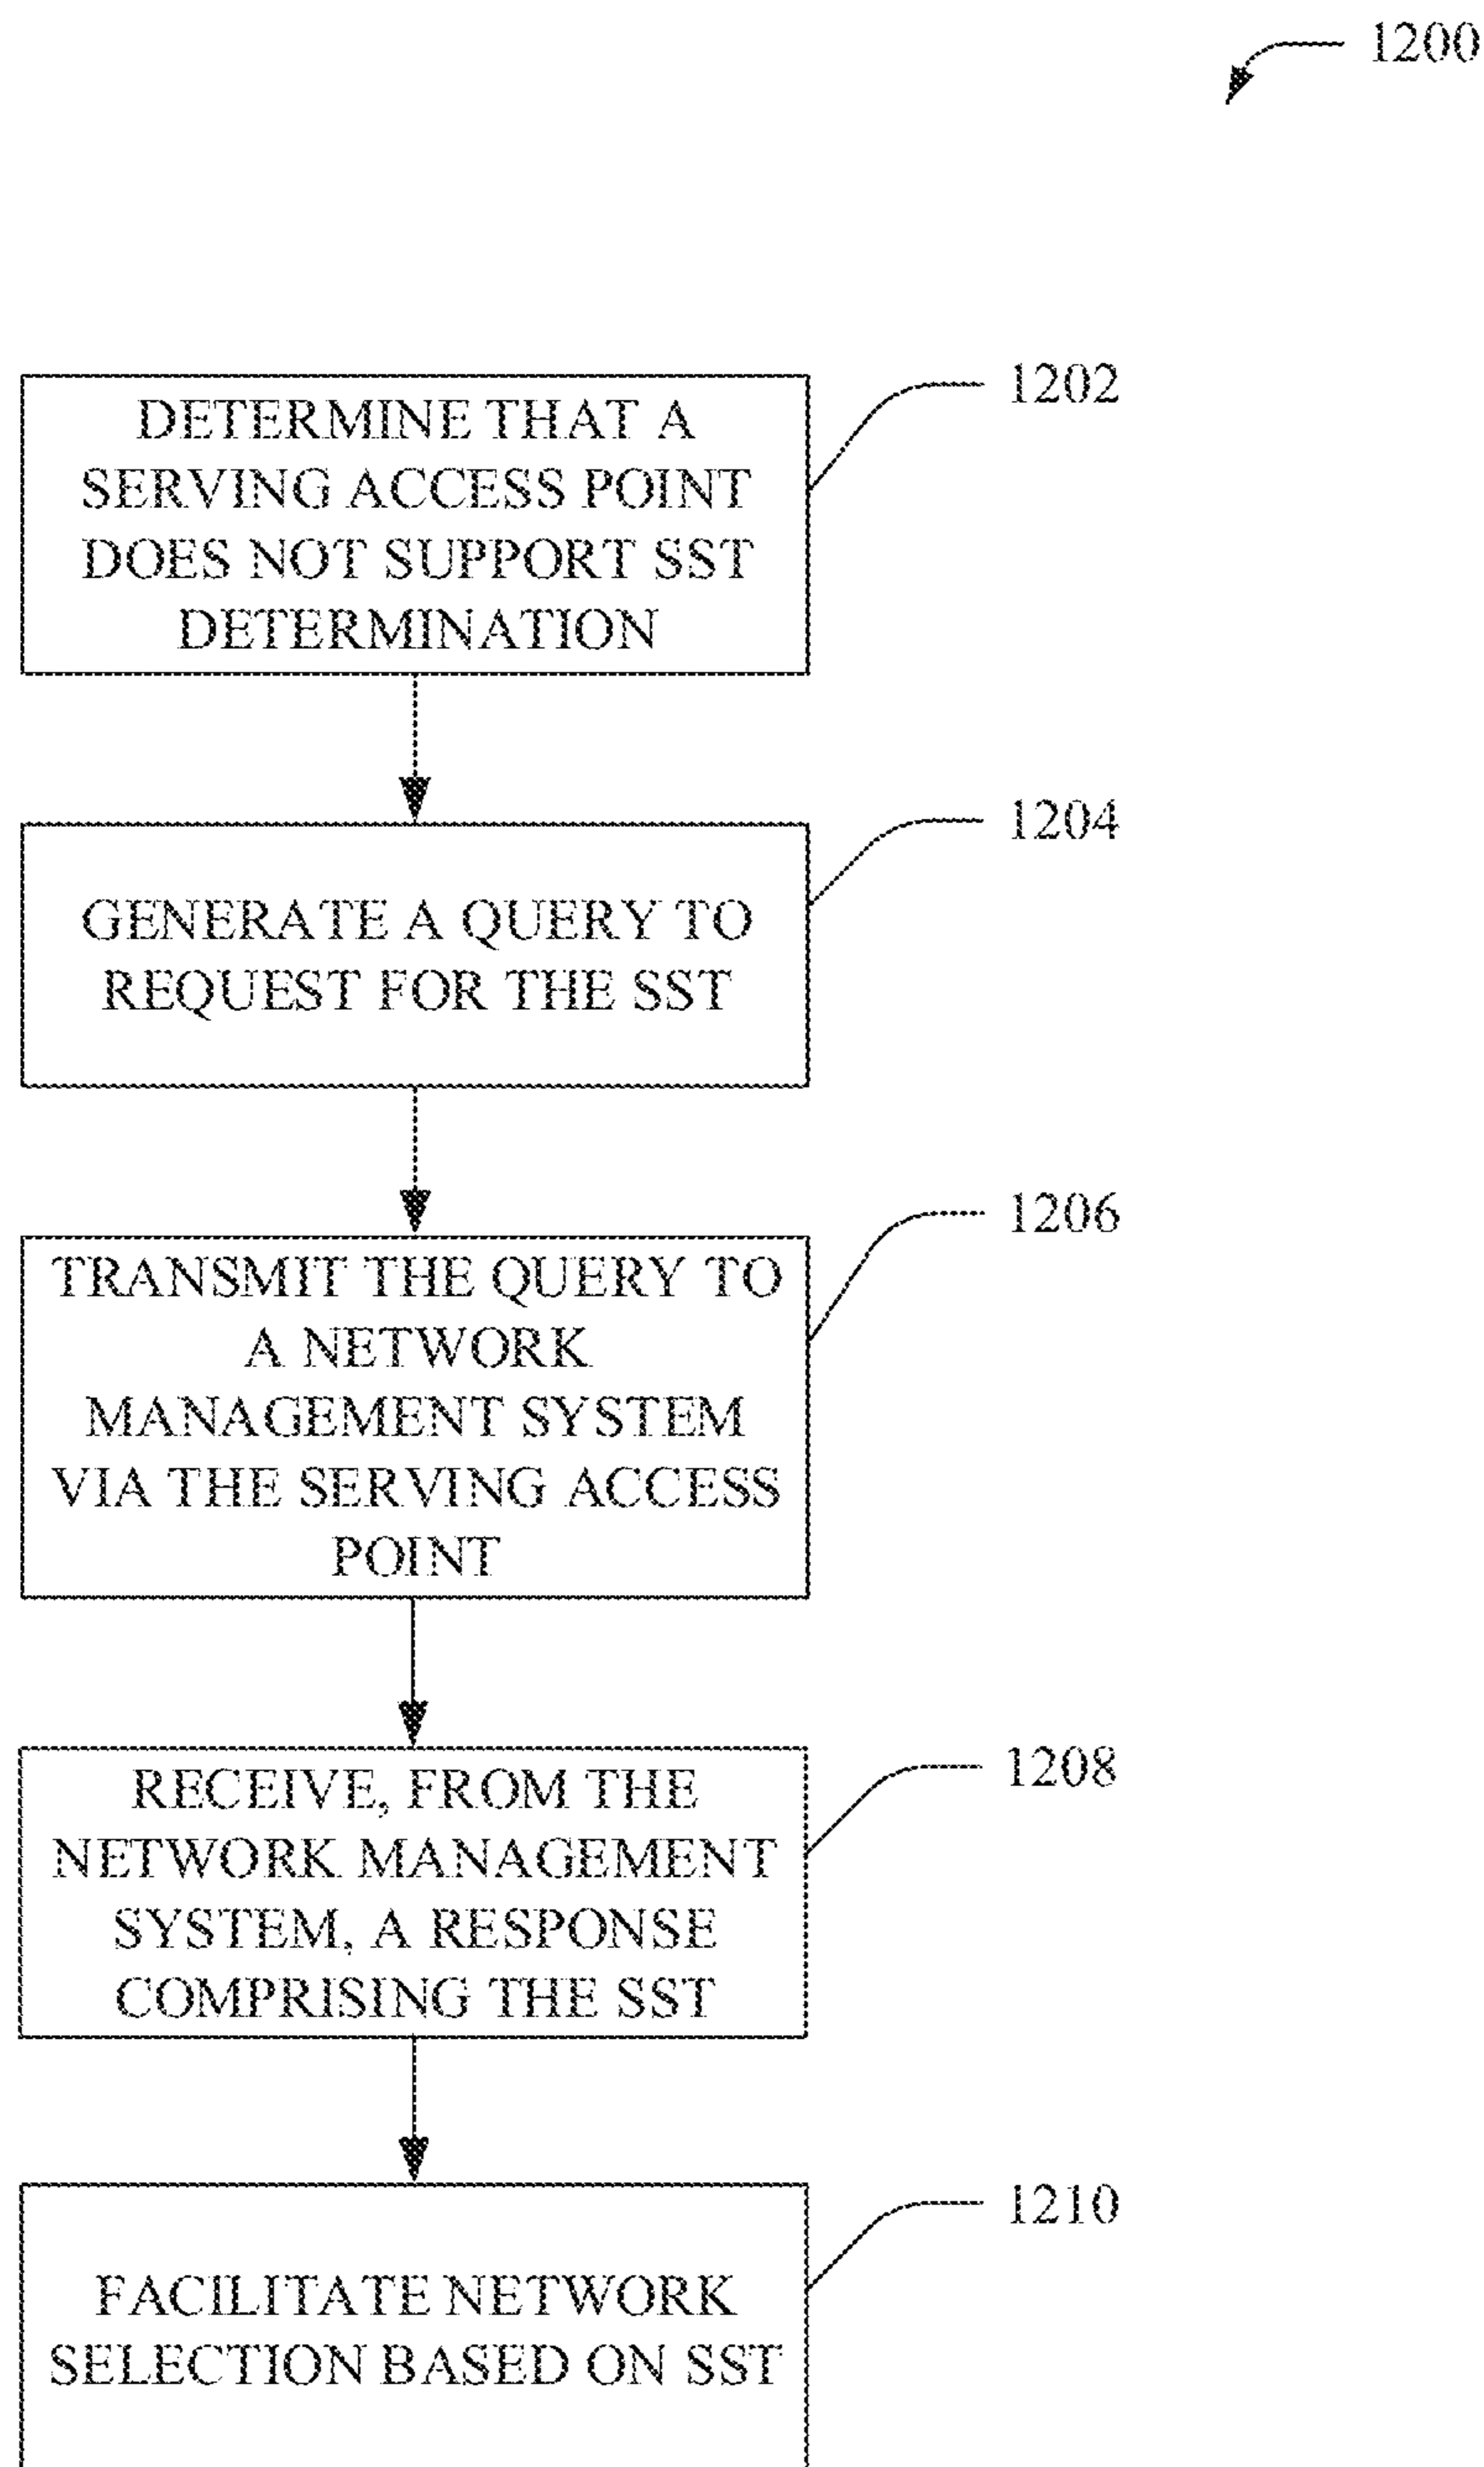 1200
DETERMINE THAT A
SERVING ACCESS POINT
DOES NOT SUPPORT SST
DETERMINATION
1202
GENERATE A QUERY TO
REQUEST FOR THE SST
1204
TRANSMIT THE QUERY TO
A NETWORK
MANAGEMENT SYSTEM
VIA THE SERVING ACCESS
POINT
1206
RECEIVE, FROM THE
NETWORK MANAGEMENT
SYSTEM, A RESPONSE
COMPRISING THE SST
1208
FACILITATE NETWORK
SELECTION BASED ON SST
1210